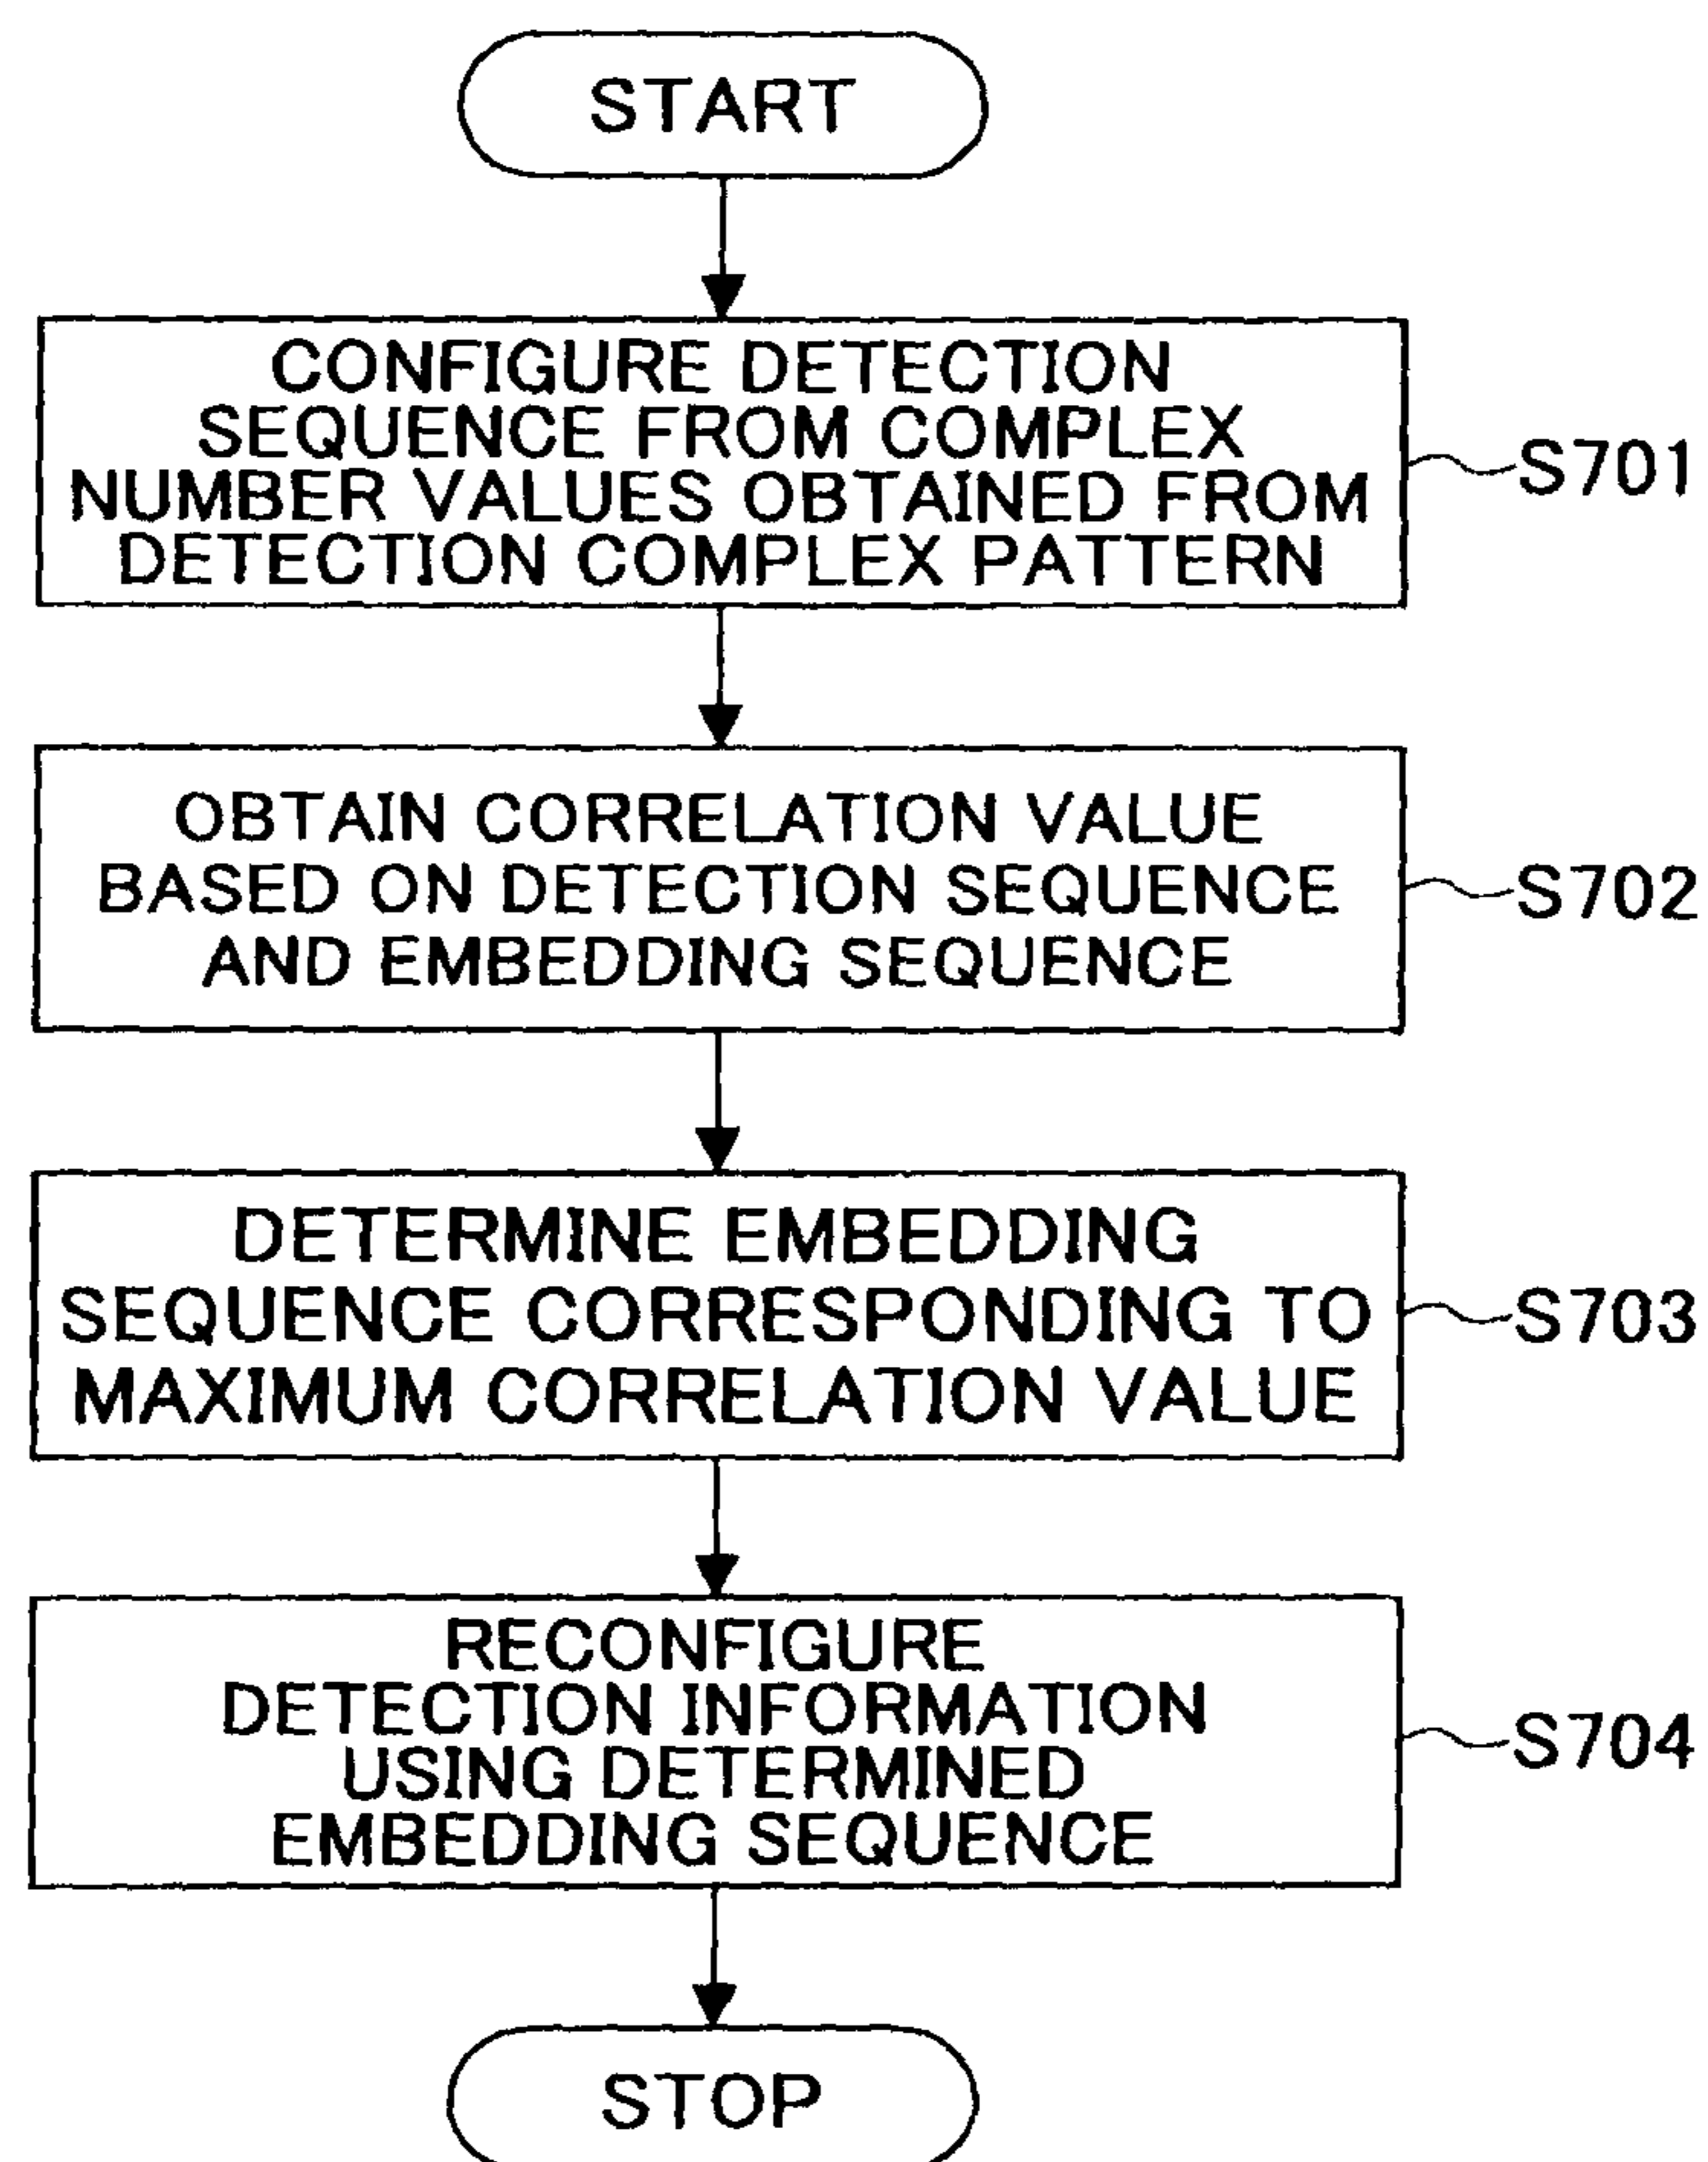 START
CONFIGURE DETECTION
SEQUENCE FROM COMPLEX
NUMBER VALUES OBTAINED FROM
DETECTION COMPLEX PATTERN
S701
OBTAIN CORRELATION VALUE
BASED ON DETECTION SEQUENCE
AND EMBEDDING SEQUENCE
S702
DETERMINE EMBEDDING
SEQUENCE CORRESPONDING TO
MAXIMUM CORRELATION VALUE
S703
RECONFIGURE
DETECTION INFORMATION
USING DETERMINED
EMBEDDING SEQUENCE
S704
STOP